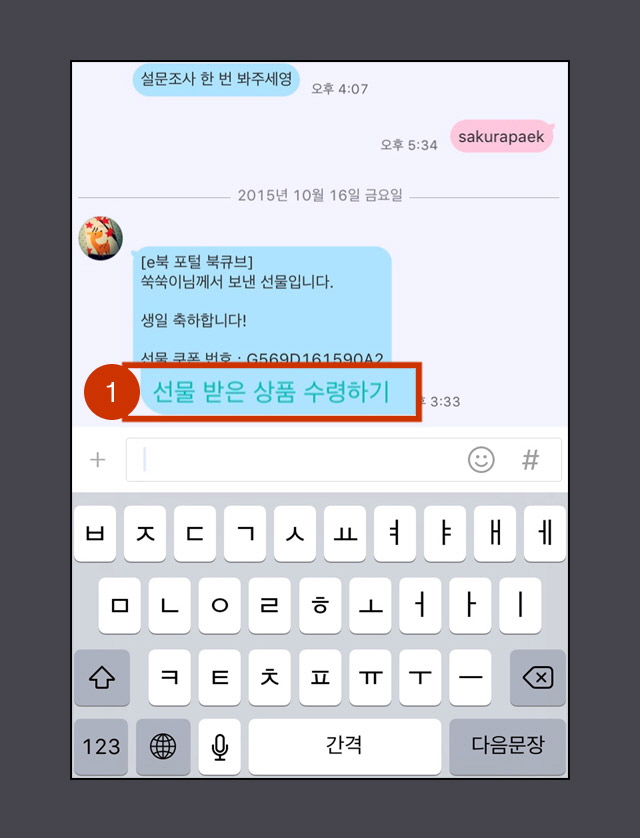 설문조사 한 번 봐주세영
오후 4:07
sakurapaek
오후 5:34
2015년 10월 16일 금요일
[e북 포털 북큐브]
쑥쑥이님께서 보낸 선물입니다.
생일 축하합니다!
선물 쿠폰 번호 : G569D161590A2
1 선물 받은 상품 수령하기
3:33
+ #
ㅂ ㅈ ㄷ ㄱ ㅅ ㅛ ㅕ ㅑ ㅐ ㅔ
ㅁ ㄴ ㅇ ㄹ ㅎ ㅗ ㅓ ㅏ ㅣ
ㅋ ㅌ ㅊ ㅍ ㅠ ㅜ ㅡ
123 간격 다음문장